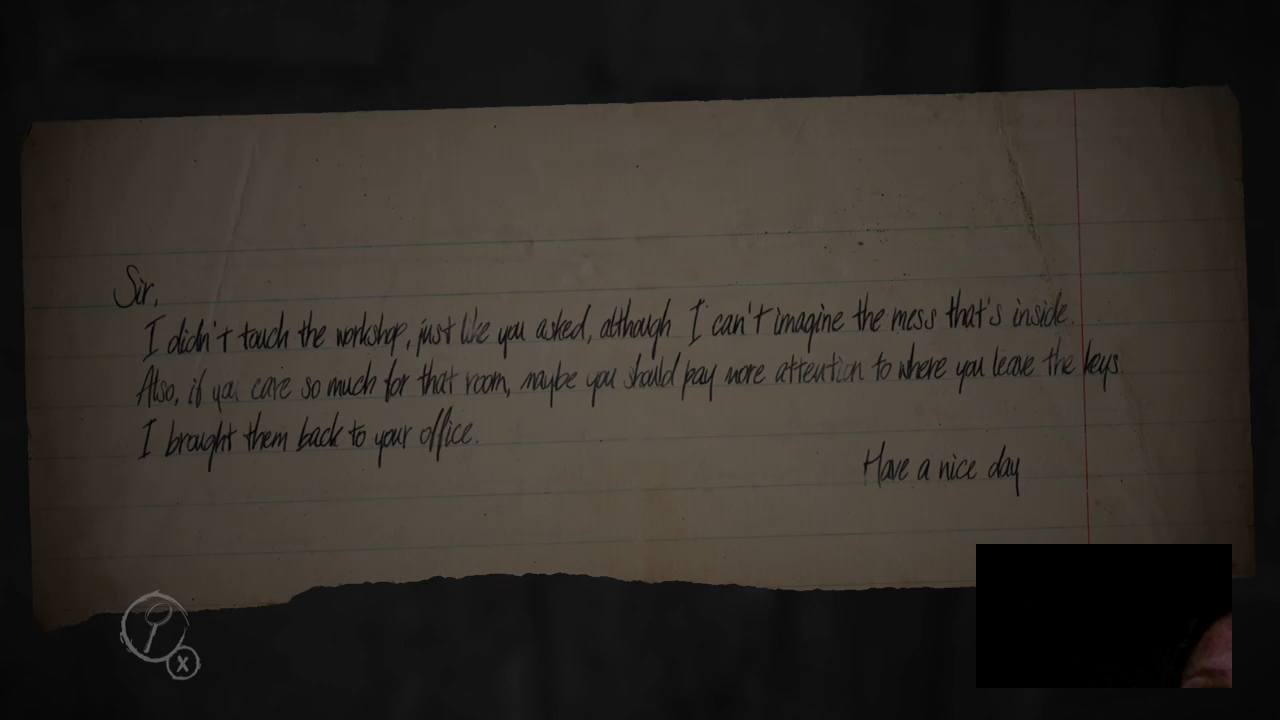 Sir,
I didn't touch the workshop, just like you asked, although I can't imagine the mess that's inside.
Also, if you care so much for that room, maybe you should pay more attention to where you leave the keys.
I brought them back to your office.
Have a nice day
X